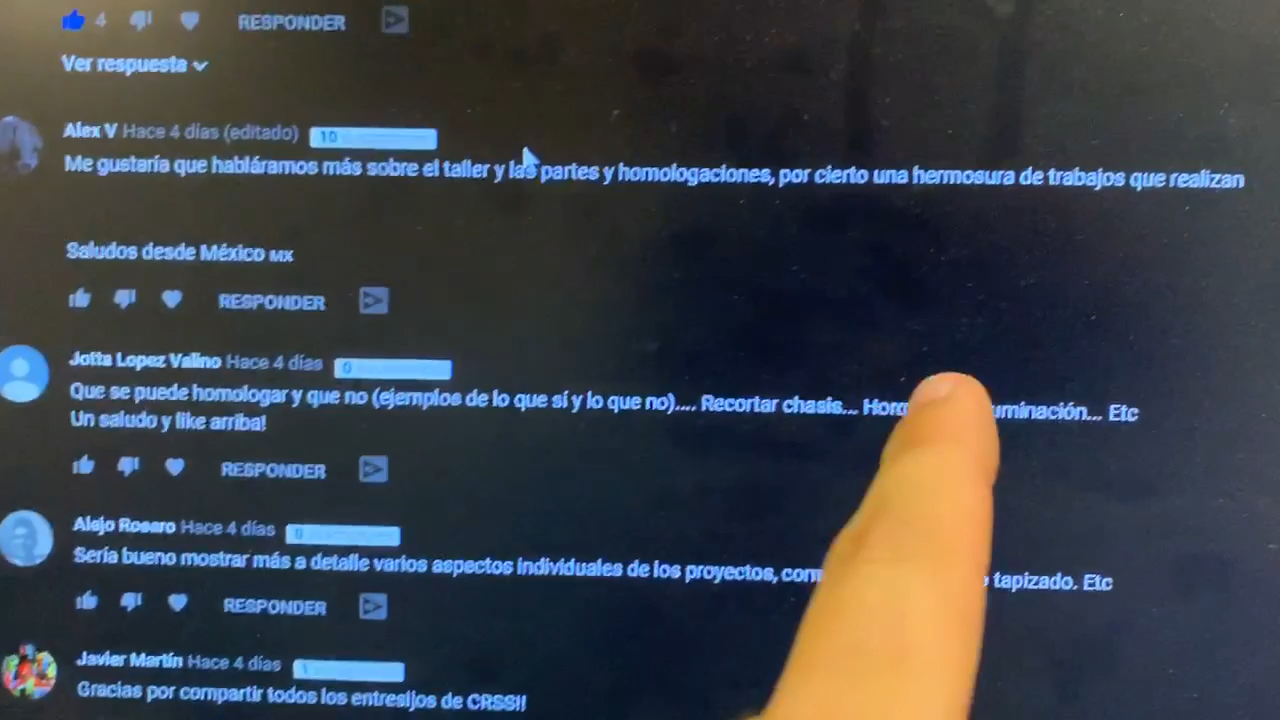 4 RESPONDER
Ver respuesta
Alex V Hace 4 días (editado) 10
Me gustaría que habláramos más sobre el taller y las partes y homologaciones, por cierto una hermosura de trabajos que realizan
Saludos desde México MX
RESPONDER
Jotta Lopez Valino Hace 4 días 0
Que se puede homologar y que no (ejemplos de lo que sí y lo que no).... Recortar chasis... Etc
Un saludo y like arriba!
RESPONDER
Alejo Rosaro Hace 4 días 0
Sería bueno mostrar más a detalle varios aspectos individuales de los proyectos, tapizado. Etc
RESPONDER
Javier Martín Hace 4 días
Gracias por compartir todos los entresijos de CRSS!!